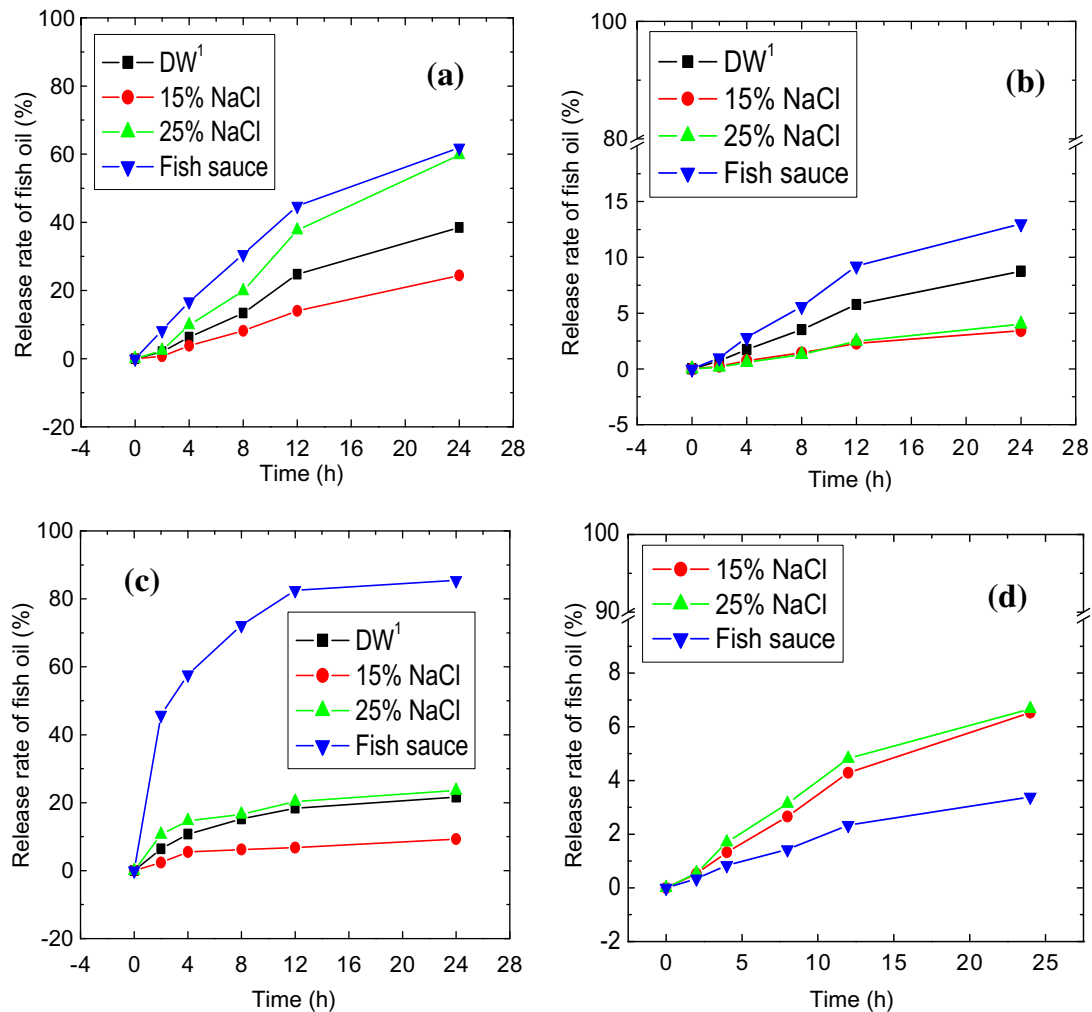 100
DW¹
15% NaCl
25% NaCl
Fish sauce
(a)
80
60
40
20
0
-20
-4 0 4 8 12 16 20 24 28
Time (h)
Release rate of fish oil (%)
100
DW¹
15% NaCl
25% NaCl
Fish sauce
(b)
80
15
10
5
0
-5
-4 0 4 8 12 16 20 24 28
Time (h)
Release rate of fish oil (%)
100
(c)
80
60
40
20
0
-20
DW¹
15% NaCl
25% NaCl
Fish sauce
-4 0 4 8 12 16 20 24 28
Time (h)
Release rate of fish oil (%)
100
15% NaCl
25% NaCl
Fish sauce
(d)
90
8
6
4
2
0
-2
0 5 10 15 20 25
Time (h)
Release rate of fish oil (%)